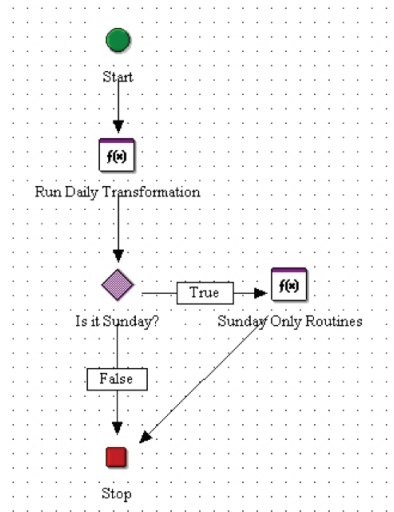 Start
f(x)
Run Daily Transformation
True
f(x)
Is it Sunday?
Sunday Only Routines
False
Stop